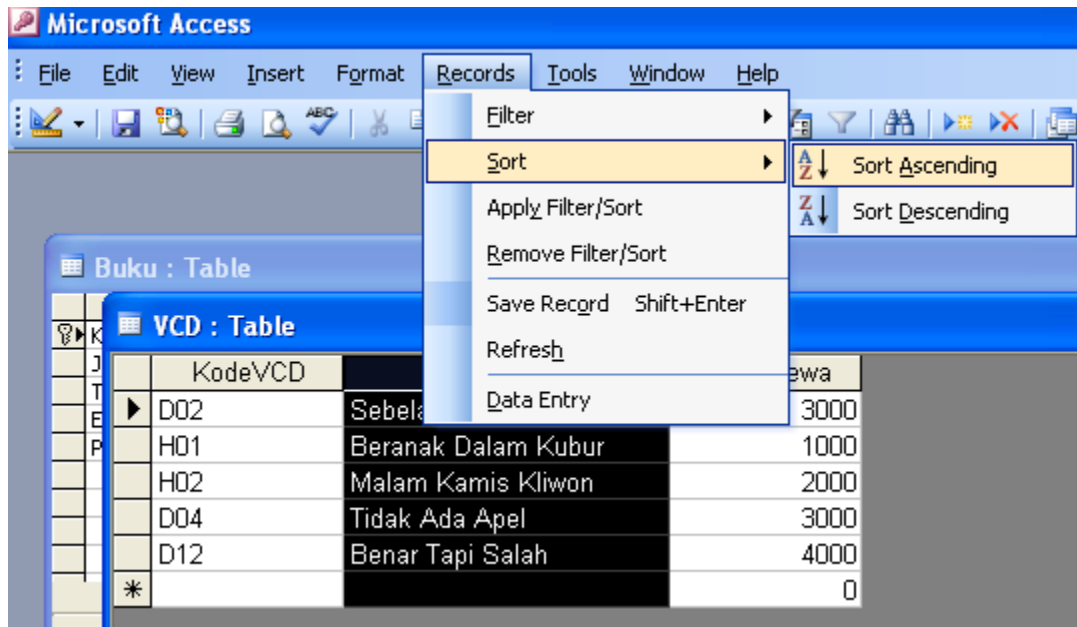 Microsoft Access
File Edit View Insert Format Records Tools Window Help
ABC
Filter
Sort
Sort Ascending
Sort Descending
Apply Filter/Sort
Remove Filter/Sort
Save Record Shift+Enter
Refresh
Data Entry
Buku : Table
VCD : Table
KodeVCD ewa
D02 Sebela 3000
H01 Beranak Dalam Kubur 1000
H02 Malam Kamis Kliwon 2000
D04 Tidak Ada Apel 3000
D12 Benar Tapi Salah 4000
0